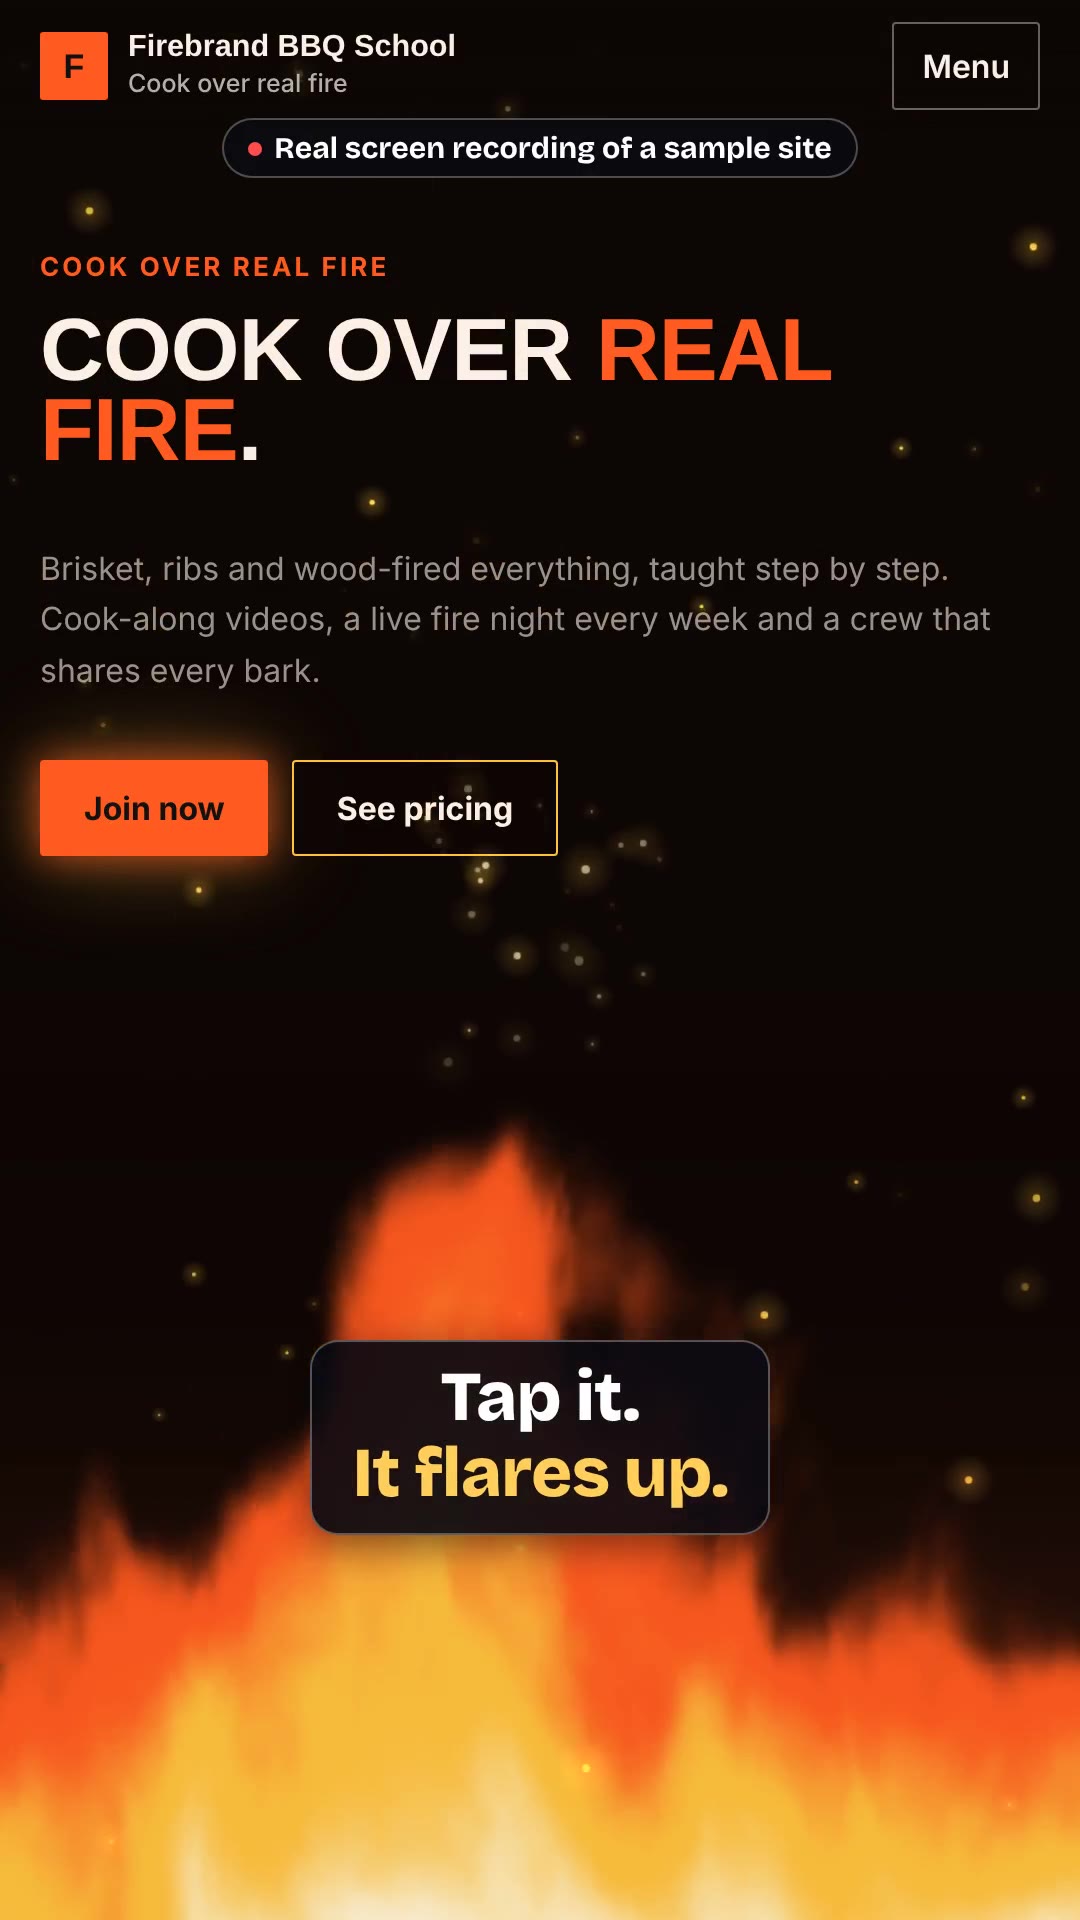 F
Firebrand BBQ School
Cook over real fire
Menu
Real screen recording of a sample site
COOK OVER REAL FIRE
COOK OVER REAL
FIRE.
Brisket, ribs and wood-fired everything, taught step by step.
Cook-along videos, a live fire night every week and a crew that
shares every bark.
Join now
See pricing
Tap it.
It flares up.